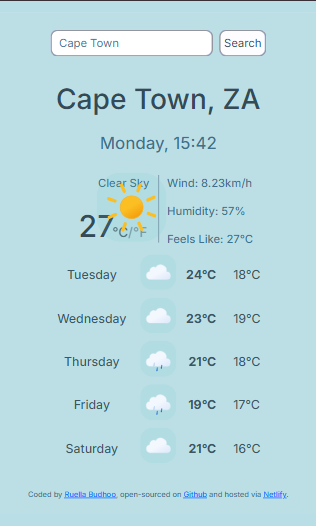 Cape Town Search
Cape Town, ZA
Monday, 15:42
Clear Sky
27°C/°F
Wind: 8.23km/h
Humidity: 57%
Feels Like: 27°C
Tuesday 24°C 18°C
Wednesday 23°C 19°C
Thursday 21°C 18°C
Friday 19°C 17°C
Saturday 21°C 16°C
Coded by Ruella Budhoo, open-sourced on Github and hosted via Netlify.